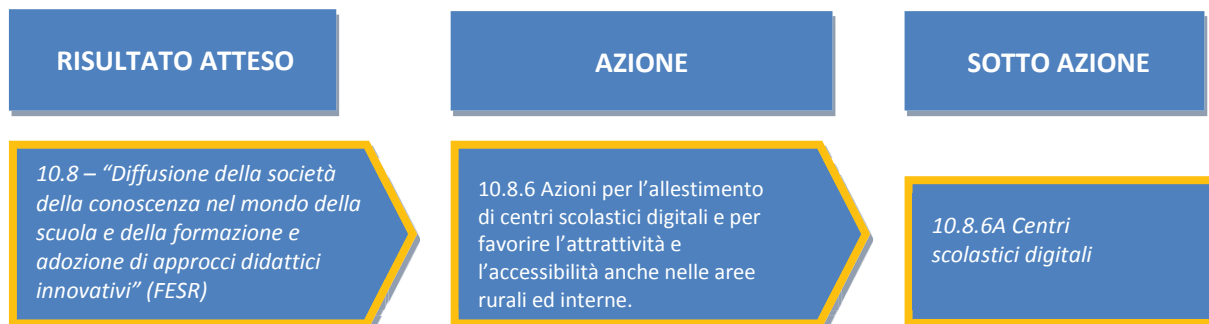 RISULTATO ATTESO
AZIONE
SOTTO AZIONE
10.8 – “Diffusione della società
della conoscenza nel mondo della
scuola e della formazione e
adozione di approcci didattici
innovativi” (FESR)
10.8.6 Azioni per l’allestimento
di centri scolastici digitali e per
favorire l’attrattività e
l’accessibilità anche nelle aree
rurali ed interne.
10.8.6A Centri
scolastici digitali